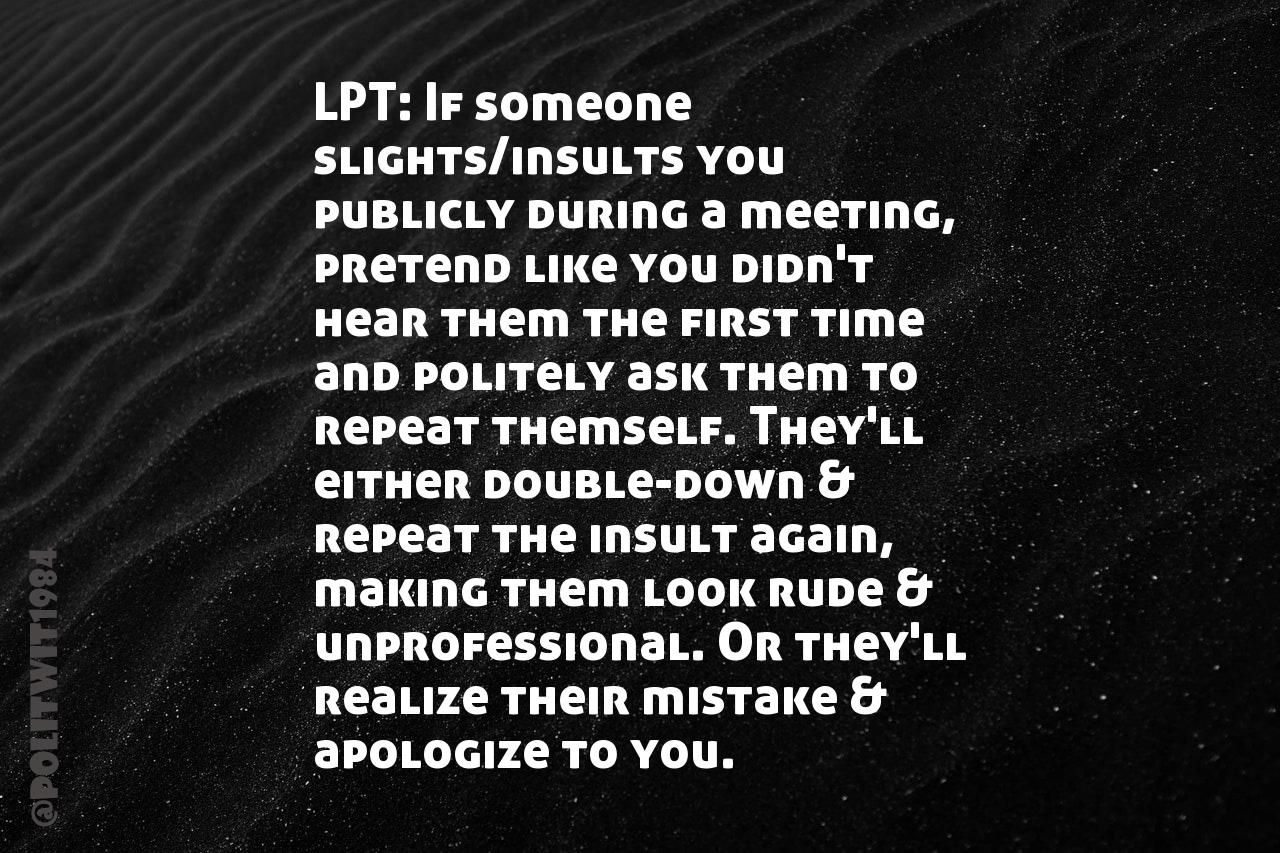 LPT: If someone
slights/insults you
publicly during a meeting,
pretend like you didn't
hear them the first time
and politely ask them to
repeat themself. They'll
either double-down &
repeat the insult again,
making them look rude &
unprofessional. Or they'll
realize their mistake &
apologize to you.
@politwit1984